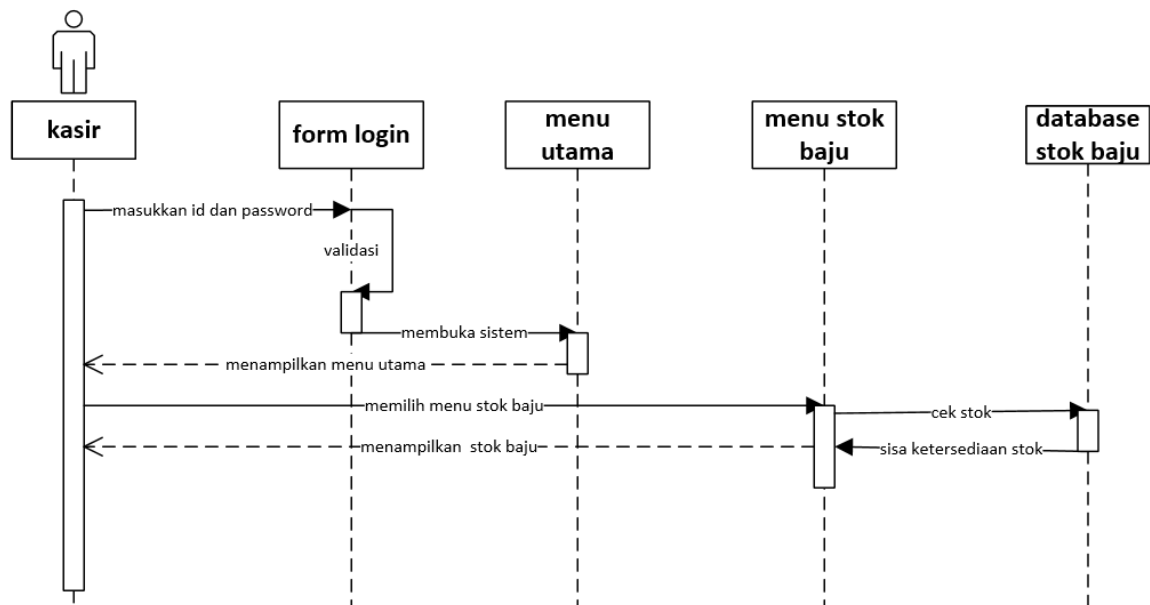 kasir
form login
menu
utama
menu stok
baju
database
stok baju
masukkan id dan password
validasi
membuka sistem
menampilkan menu utama
memilih menu stok baju
cek stok
menampilkan  stok baju
sisa ketersediaan stok